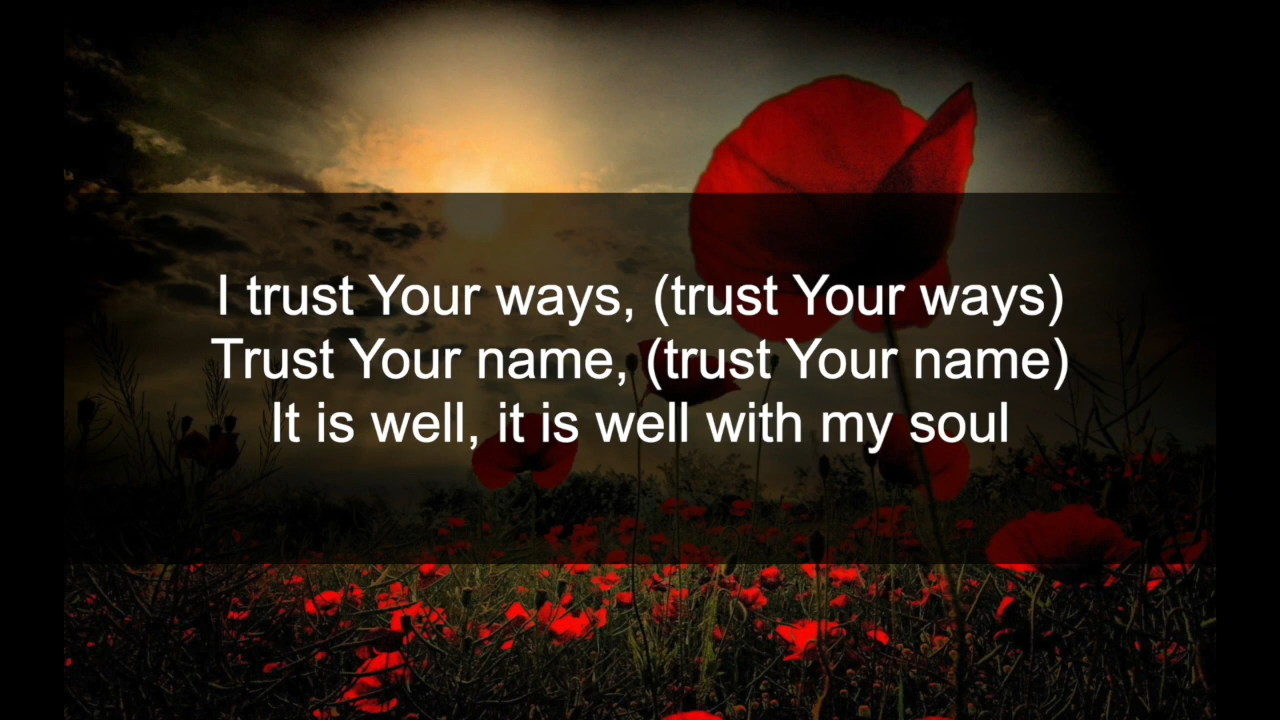 I trust Your ways, (trust Your ways)
Trust Your name, (trust Your name)
It is well, it is well with my soul